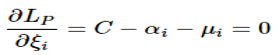 ∂L_P/∂ξ_i = C − α_i − μ_i = 0